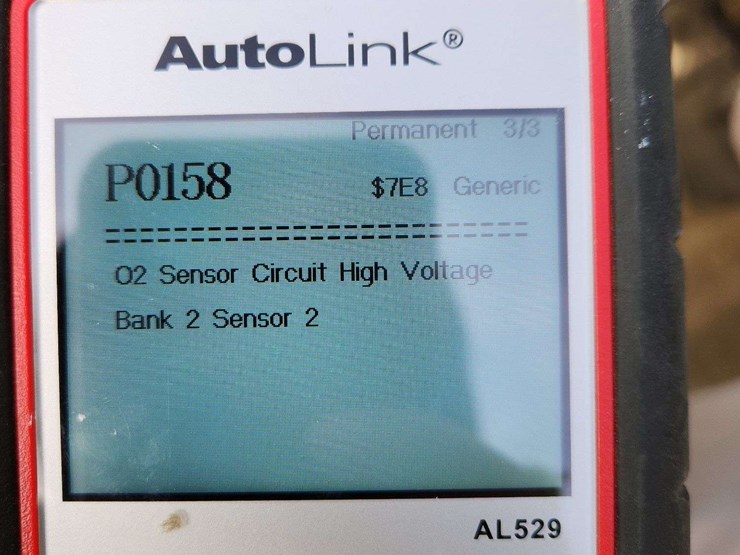 AutoLink®
Permanent 3/3
P0158 $7E8 Generic
================================
O2 Sensor Circuit High Voltage
Bank 2 Sensor 2
AL529